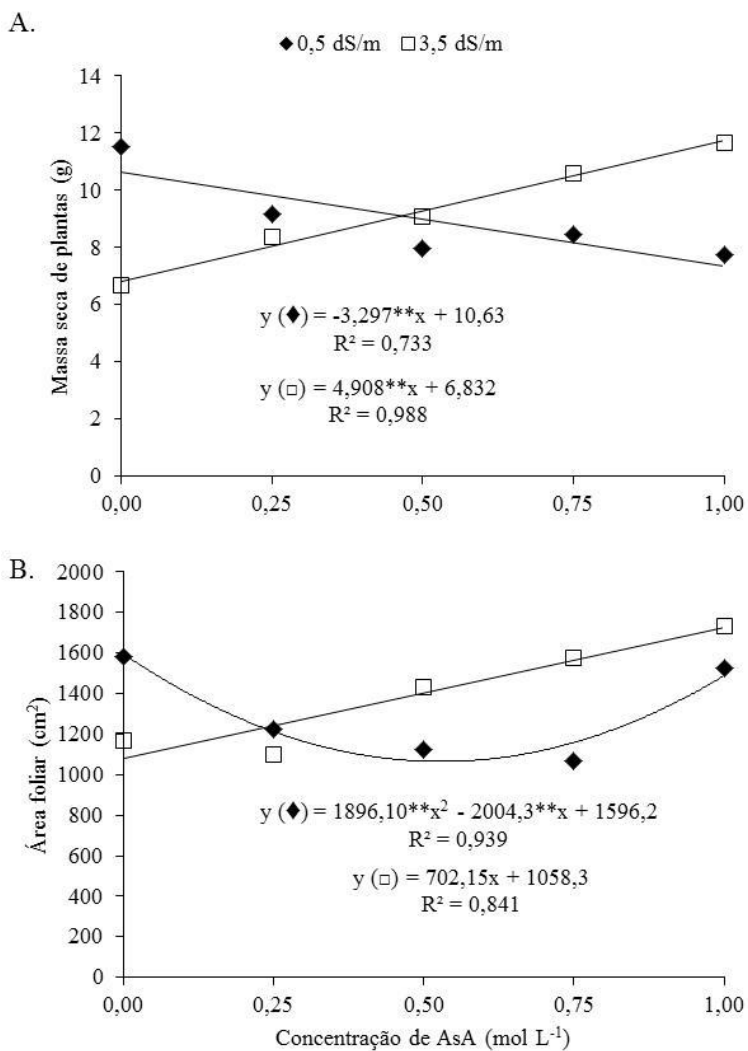 A.
◆ 0,5 dS/m □ 3,5 dS/m
Massa seca de plantas (g)
14
12
10
8
6
4
2
0
y (◆) = -3,297**x + 10,63
R² = 0,733
y (□) = 4,908**x + 6,832
R² = 0,988
0,00 0,25 0,50 0,75 1,00
B.
Área foliar (cm²)
2000
1800
1600
1400
1200
1000
800
600
400
200
0
y (◆) = 1896,10**x² - 2004,3**x + 1596,2
R² = 0,939
y (□) = 702,15x + 1058,3
R² = 0,841
0,00 0,25 0,50 0,75 1,00
Concentração de AsA (mol L⁻¹)